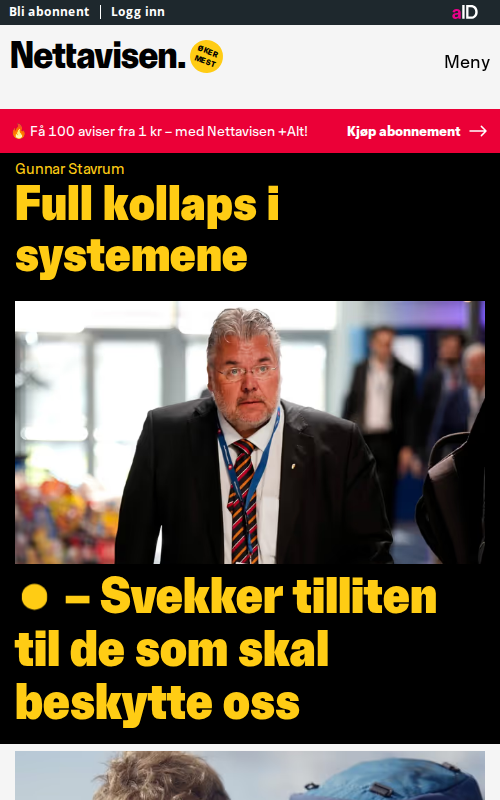 Bli abonnent
Logg inn
aID
Nettavisen.
ØKER
MEST
Meny
🔥 Få 100 aviser fra 1 kr – med Nettavisen +Alt!
Kjøp abonnement →
Gunnar Stavrum
Full kollaps i
systemene
– Svekker tilliten
til de som skal
beskytte oss